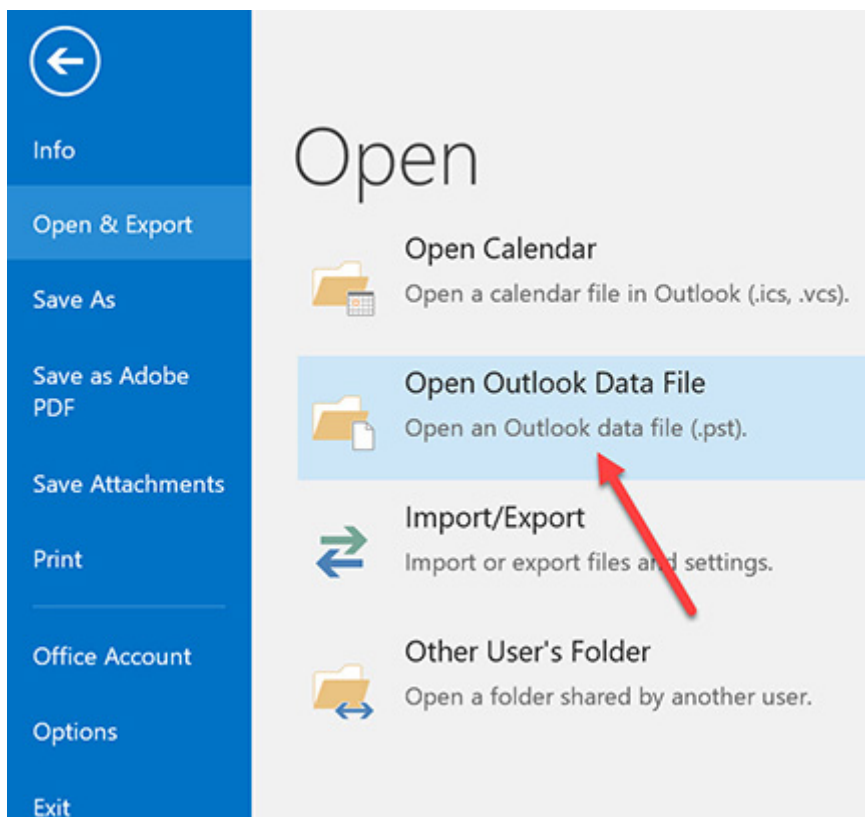 Info
Open & Export
Save As
Save as Adobe
PDF
Save Attachments
Print
Office Account
Options
Exit
Open
Open Calendar
Open a calendar file in Outlook (.ics, .vcs).
Open Outlook Data File
Open an Outlook data file (.pst).
Import/Export
Import or export files and settings.
Other User's Folder
Open a folder shared by another user.